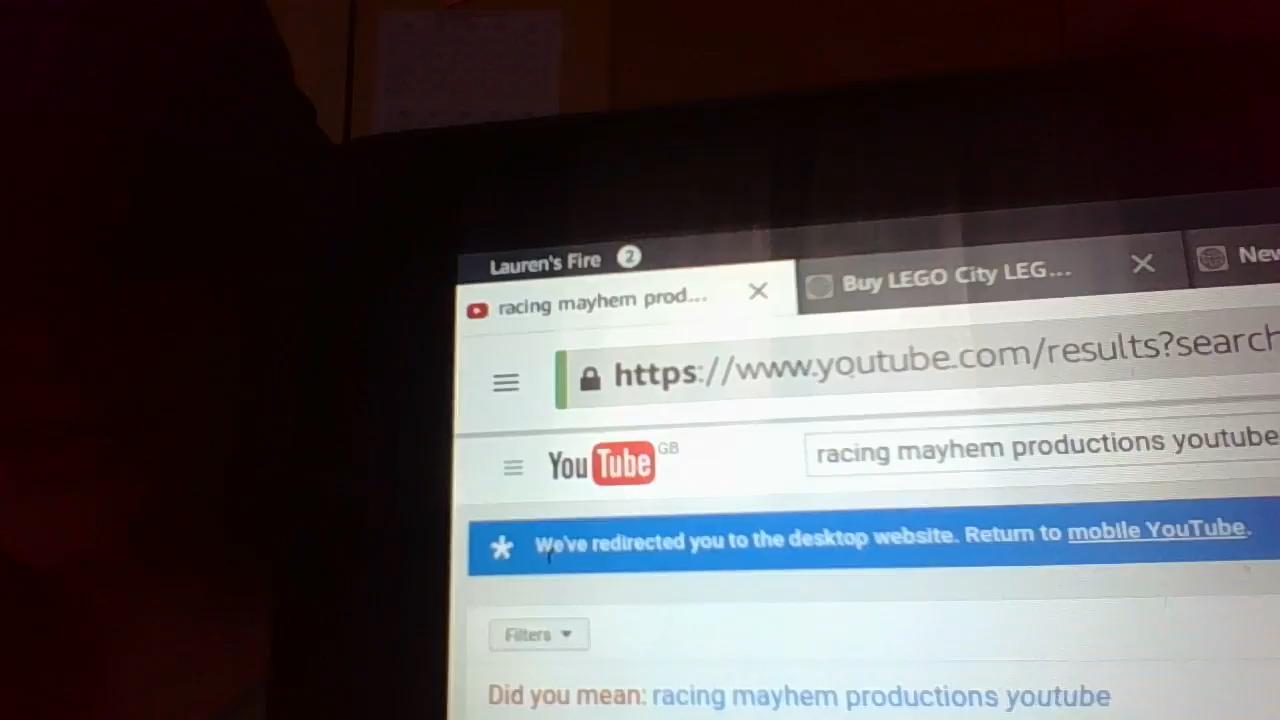 Lauren's Fire 2
racing mayhem prod... Buy LEGO City LEG... New
https://www.youtube.com/results?search
YouTube GB racing mayhem productions youtube
We've redirected you to the desktop website. Return to mobile YouTube.
Filters
Did you mean: racing mayhem productions youtube